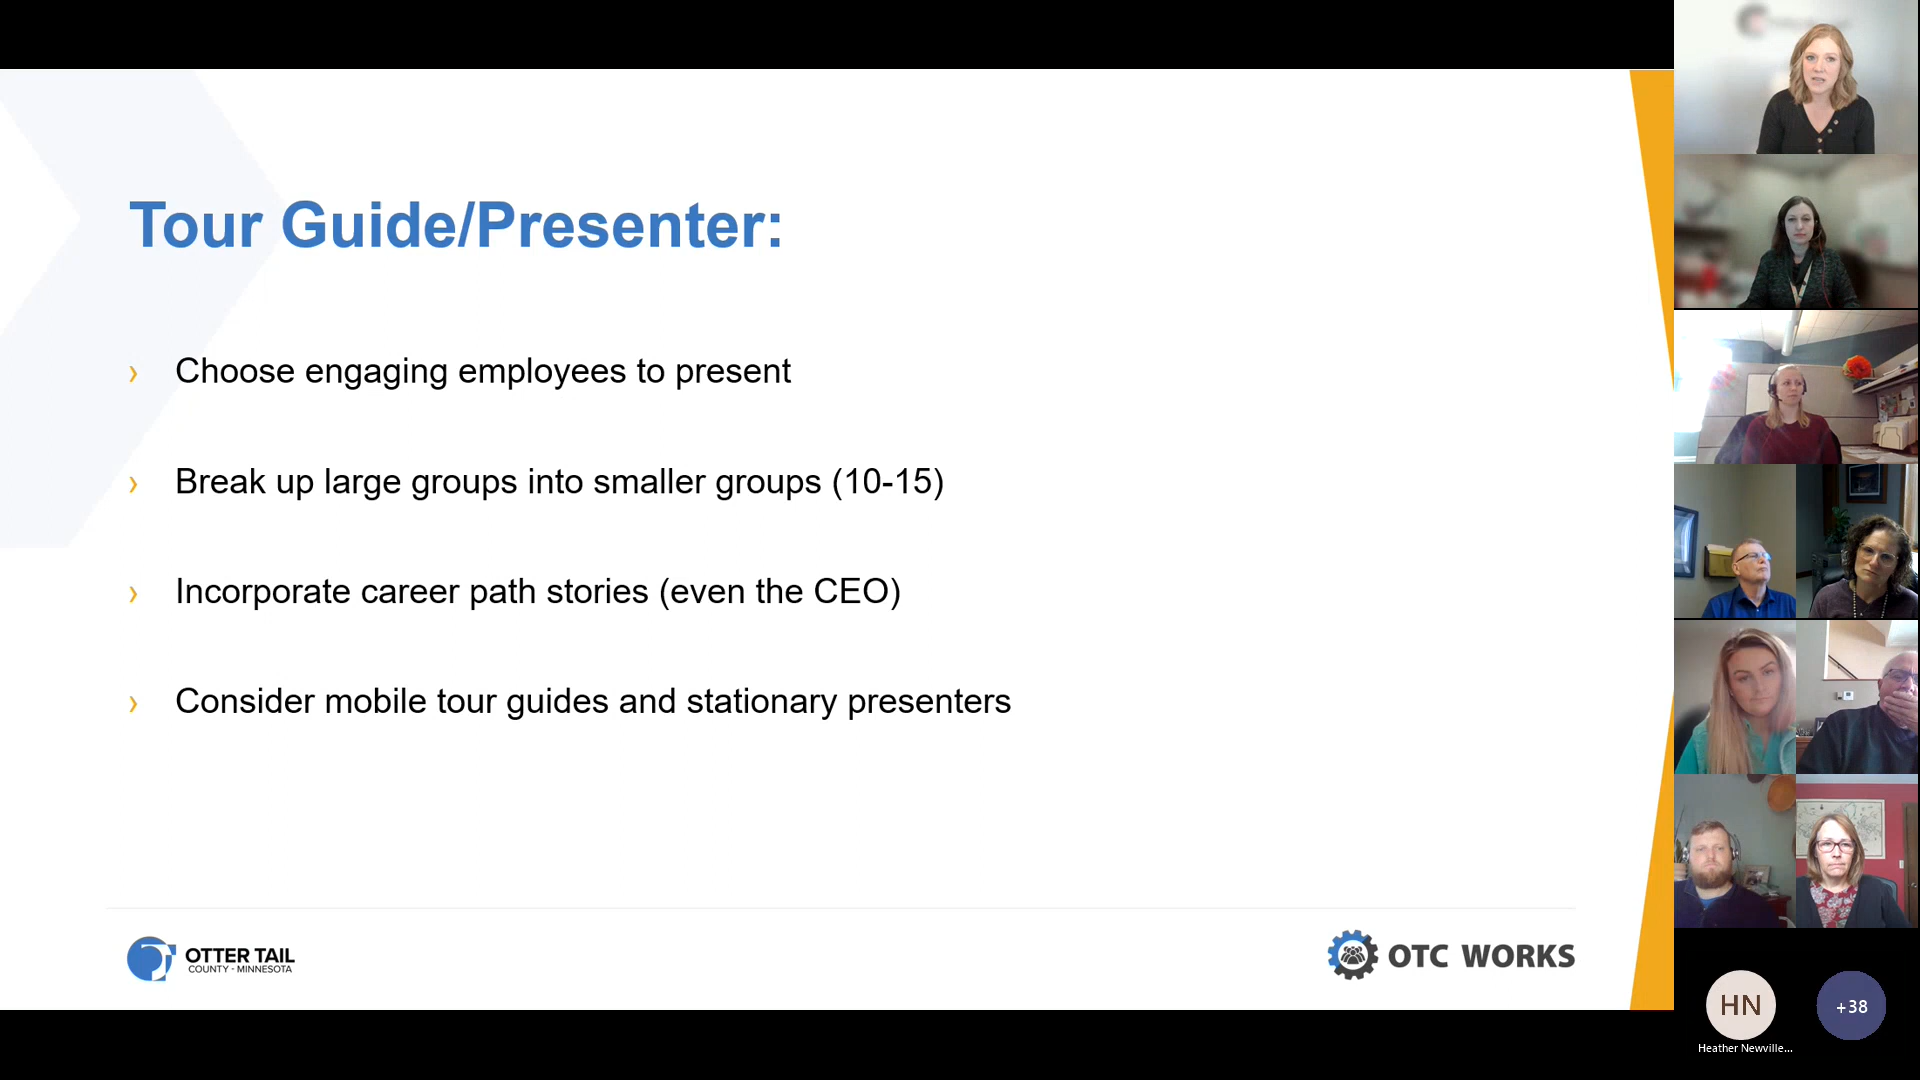 Tour Guide/Presenter:
› Choose engaging employees to present
› Break up large groups into smaller groups (10-15)
› Incorporate career path stories (even the CEO)
› Consider mobile tour guides and stationary presenters
OTTER TAIL
COUNTY - MINNESOTA
OTC WORKS
HN
+38
Heather Newville...